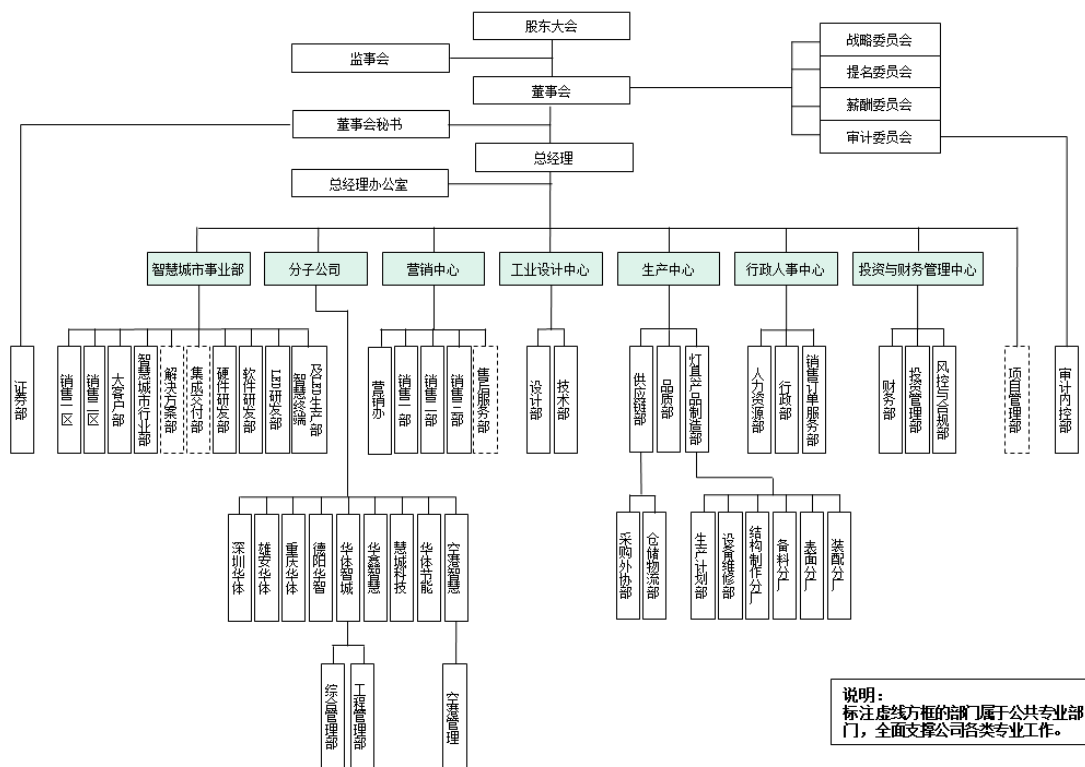 股东大会
监事会
董事会
战略委员会
提名委员会
薪酬委员会
审计委员会
董事会秘书
总经理
总经理办公室
智慧城市事业部
分子公司
营销中心
工业设计中心
生产中心
行政人事中心
投资与财务管理中心
证券部
销售一区
销售二区
大客户部
智慧城市行业部
解决方案部
集成交付部
硬件研发部
软件研发部
LED研发部
智慧终端
及LED生产部
营销办
销售一部
销售二部
销售三部
售后服务部
设计部
技术部
供应链部
品质部
灯具产品制造部
人力资源部
行政部
销售订单服务部
财务部
投资管理部
风控与合规部
项目管理部
审计内控部
深圳华体
雄安华体
重庆华体
德阳华智
华体智城
华鑫智慧
慧城科技
华体节能
空港智慧
采购外协部
仓储物流部
生产计划部
设备维修部
结构制作分厂
备料分厂
表面分厂
装配分厂
综合管理部
工程管理部
空港管理
说明:
标注虚线方框的部门属于公共专业部
门，全面支撑公司各类专业工作。